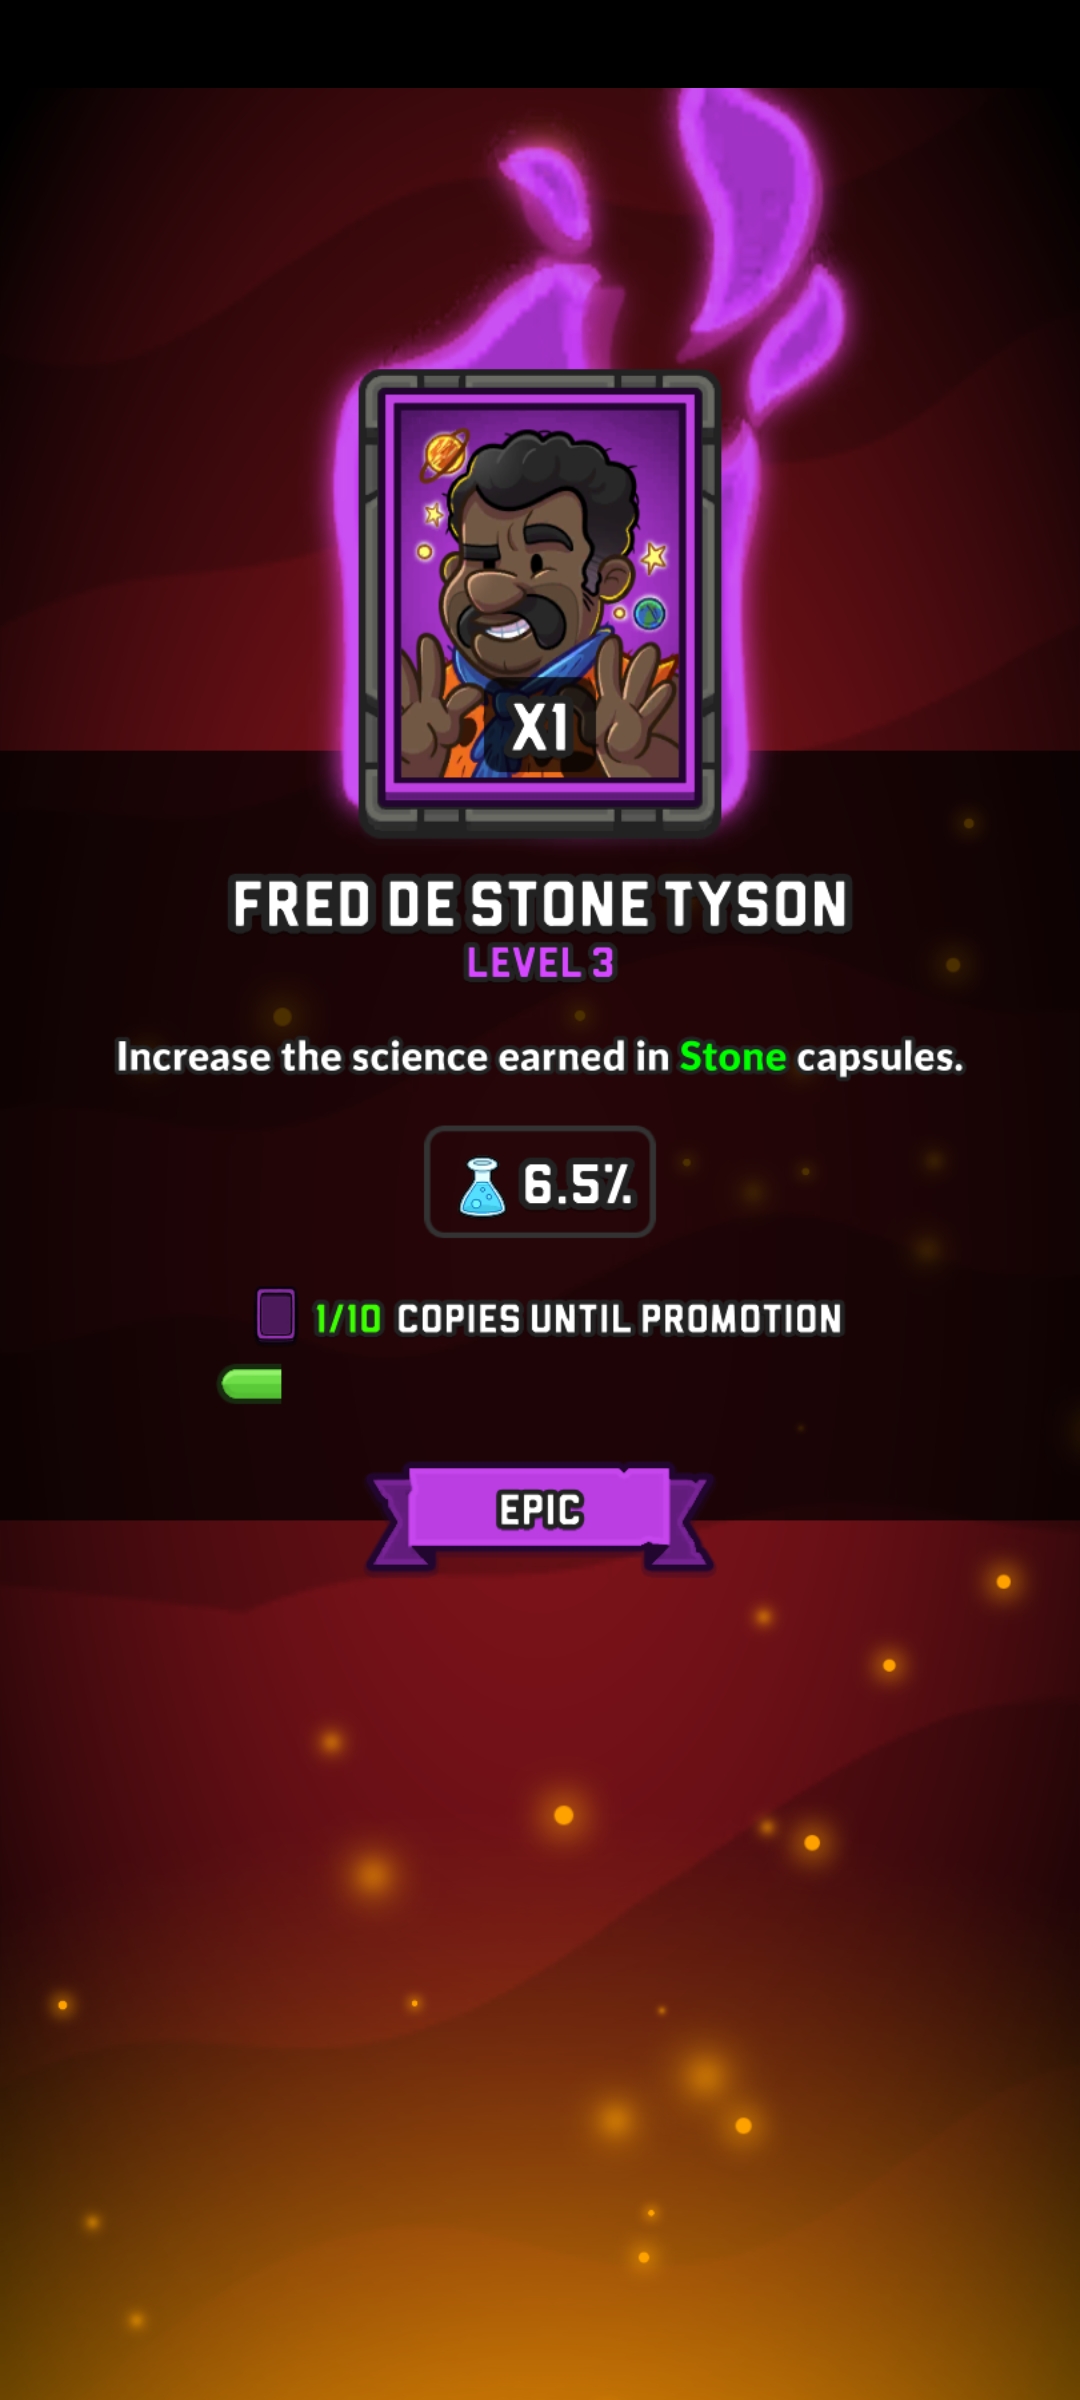 X1
FRED DE STONE TYSON
LEVEL 3
Increase the science earned in Stone capsules.
6.5%
1/10 COPIES UNTIL PROMOTION
EPIC